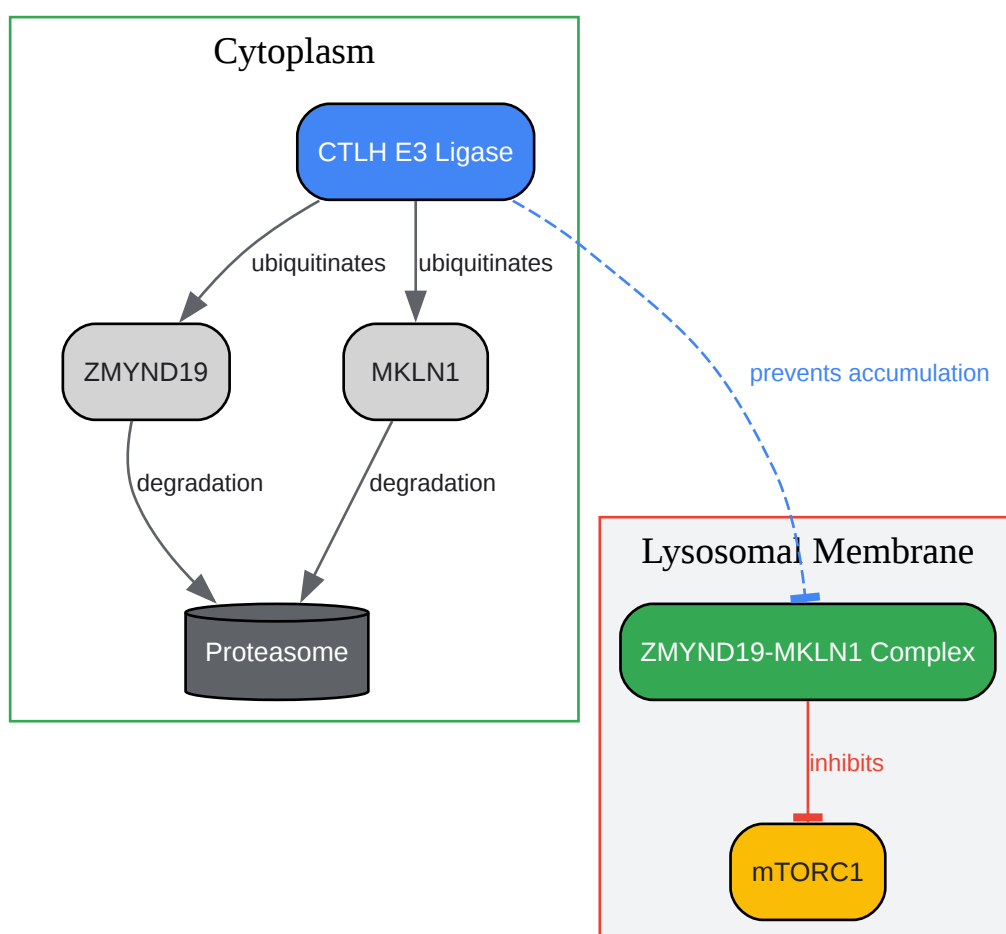 Cytoplasm
CTLH E3 Ligase
ubiquitinates
ubiquitinates
ZMYND19
MKLN1
prevents accumulation
degradation
degradation
Lysosomal Membrane
Proteasome
ZMYND19-MKLN1 Complex
inhibits
mTORC1